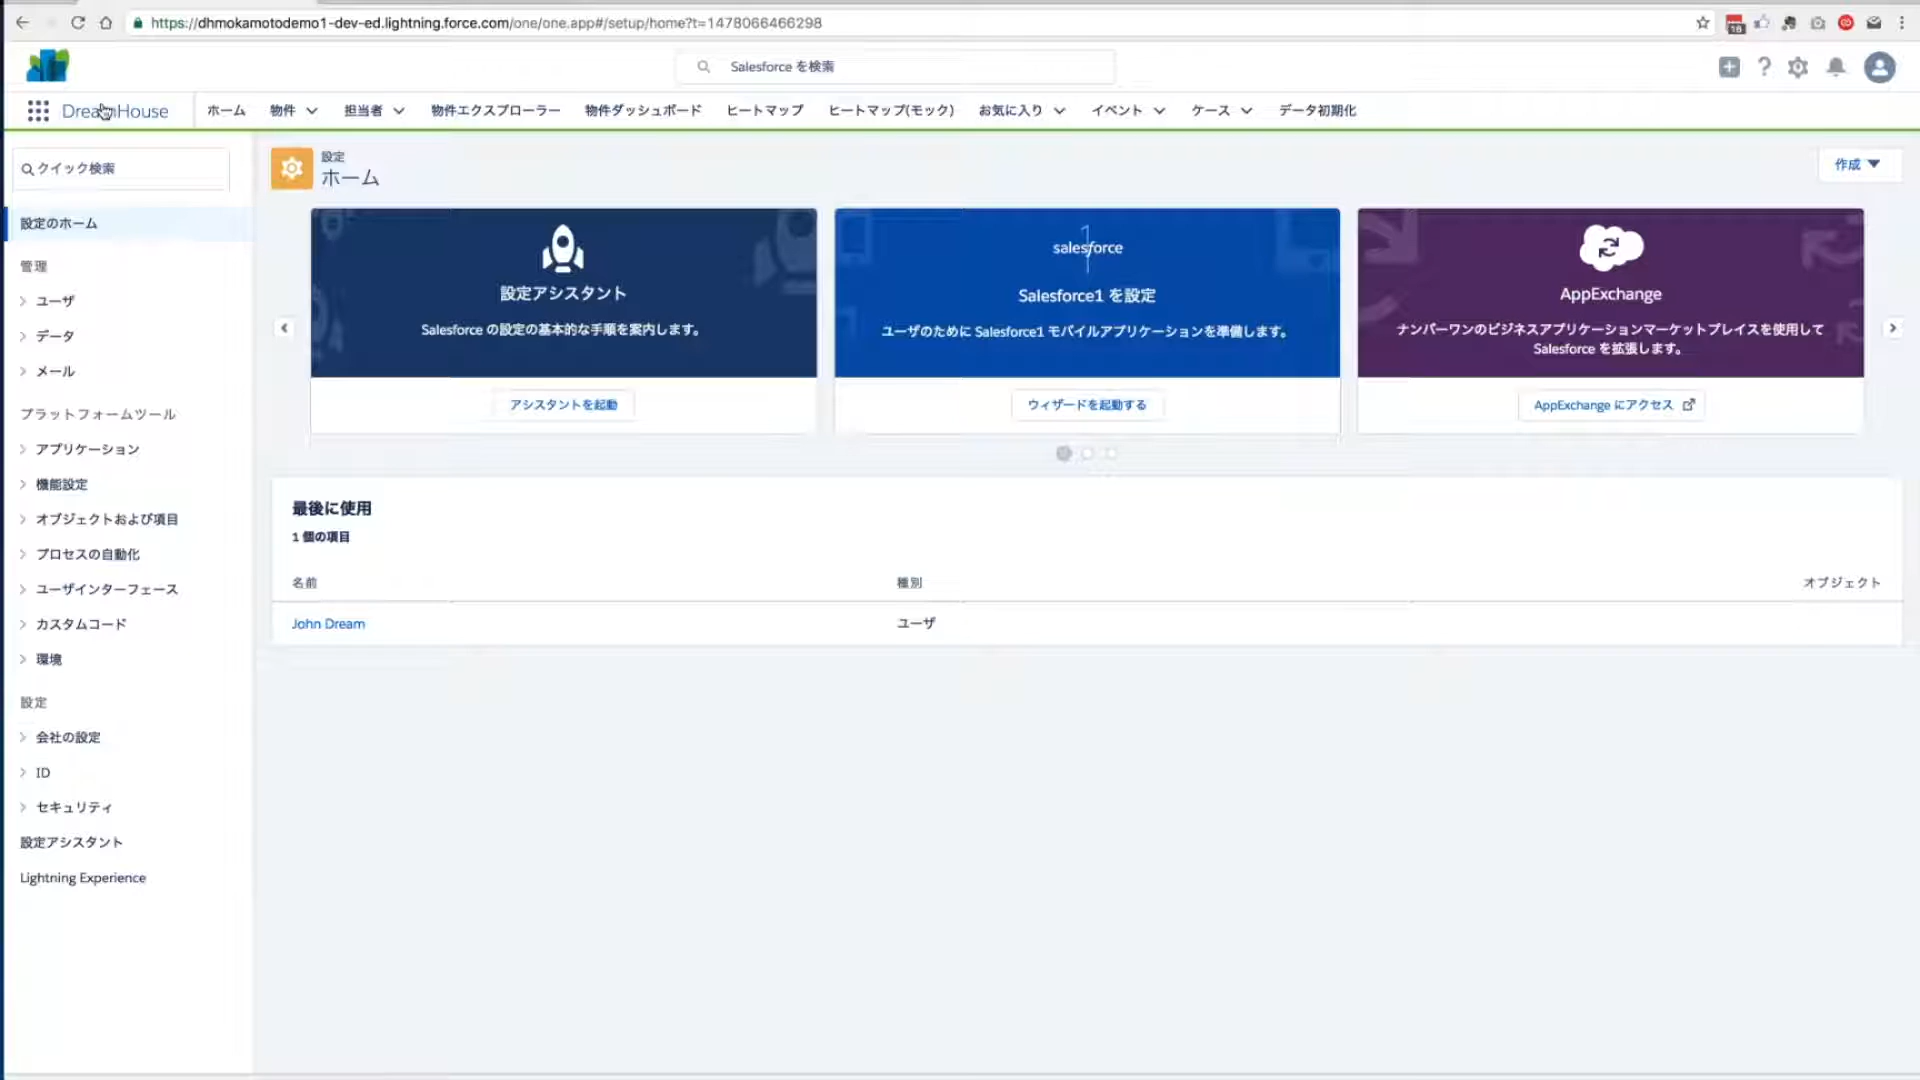 https://dhmokamotodemo1-dev-ed.lightning.force.com/one/one.app#/setup/home?t=1478066466298
18
Salesforce を検索
DreamHouse
ホーム 物件 担当者 物件エクスプローラー 物件ダッシュボード ヒートマップ ヒートマップ(モック) お気に入り イベント ケース データ初期化
クイック検索
設定のホーム
管理
ユーザ
データ
メール
プラットフォームツール
アプリケーション
機能設定
オブジェクトおよび項目
プロセスの自動化
ユーザインターフェース
カスタムコード
環境
設定
会社の設定
ID
セキュリティ
設定アシスタント
Lightning Experience
設定
ホーム
作成
設定アシスタント
Salesforce の設定の基本的な手順を案内します。
アシスタントを起動
salesforce
1
Salesforce1 を設定
ユーザのために Salesforce1 モバイルアプリケーションを準備します。
ウィザードを起動する
AppExchange
ナンバーワンのビジネスアプリケーションマーケットプレイスを使用して
Salesforce を拡張します。
AppExchange にアクセス
最後に使用
1 個の項目
名前 種別 オブジェクト
John Dream ユーザ